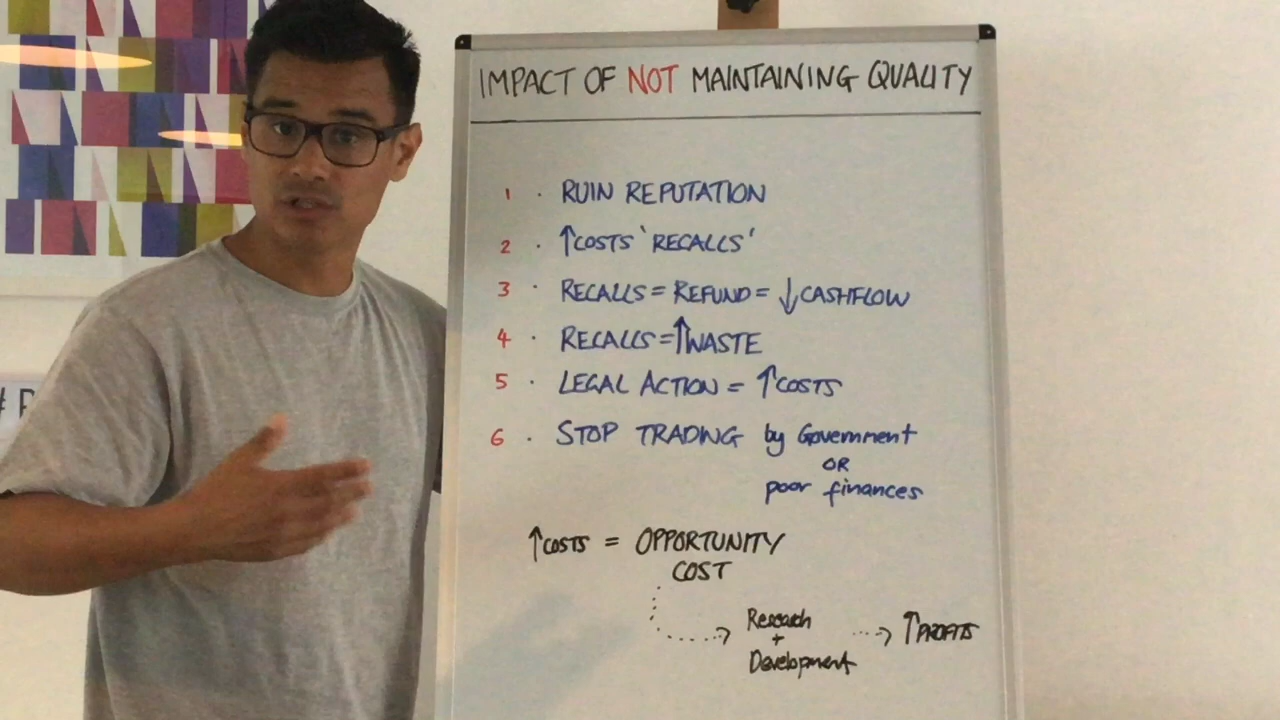 IMPACT OF NOT MAINTAINING QUALITY
1 · RUIN REPUTATION
2 · ↑COSTS 'RECALLS'
3 · RECALLS = REFUND = ↓CASHFLOW
4 · RECALLS = ↑WASTE
5 · LEGAL ACTION = ↑COSTS
6 · STOP TRADING by Government
OR
poor finances
↑COSTS = OPPORTUNITY
COST
Research
+
Development
↑PROFITS
#